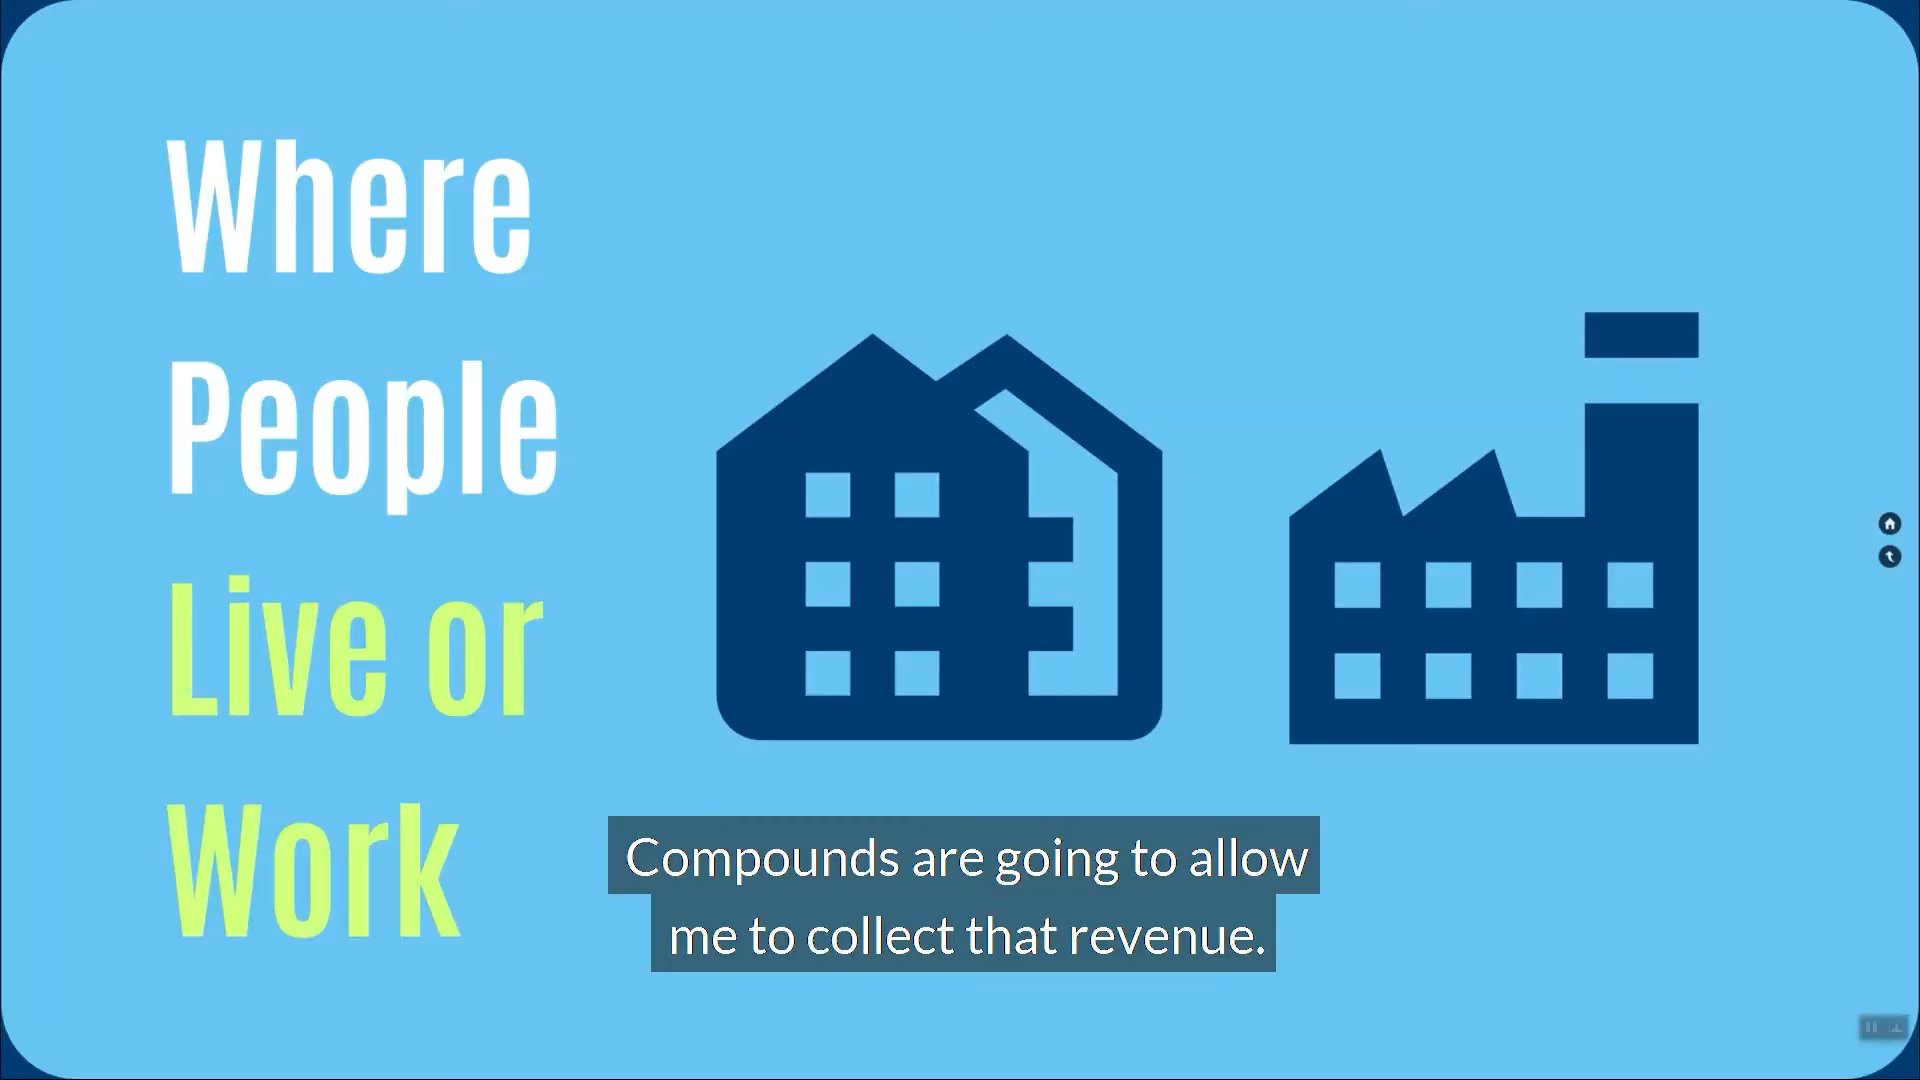 Where
People
Live or
Work
Compounds are going to allow
me to collect that revenue.